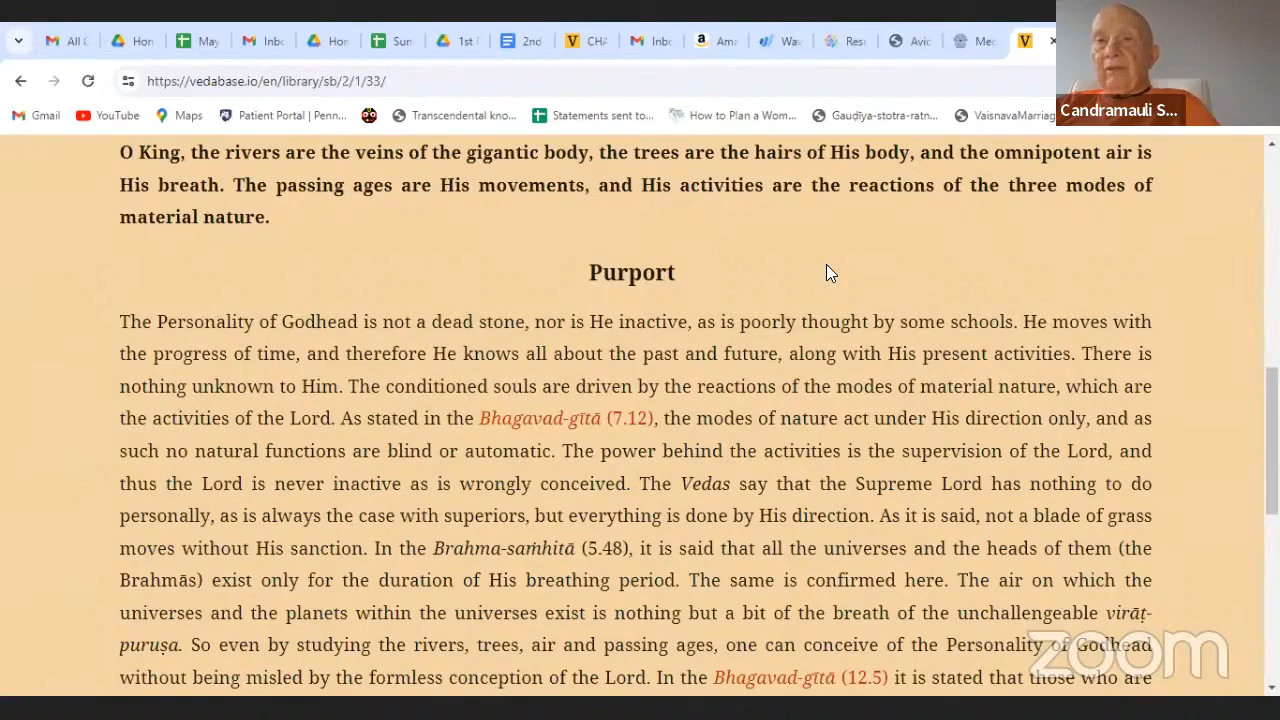 All
Hon
May
Inbo
Hon
Sun
1st
2nd
V CHA
Inbo
a Am
Wav
Rese
Avic
Med
V
https://vedabase.io/en/library/sb/2/1/33/
Candramauli S...
Gmail
YouTube
Maps
Patient Portal | Penn...
Transcendental kno...
Statements sent to...
How to Plan a Wom...
Gauḍīya-stotra-ratn...
VaisnavaMarriag
O King, the rivers are the veins of the gigantic body, the trees are the hairs of His body, and the omnipotent air is
His breath. The passing ages are His movements, and His activities are the reactions of the three modes of
material nature.
Purport
The Personality of Godhead is not a dead stone, nor is He inactive, as is poorly thought by some schools. He moves with
the progress of time, and therefore He knows all about the past and future, along with His present activities. There is
nothing unknown to Him. The conditioned souls are driven by the reactions of the modes of material nature, which are
the activities of the Lord. As stated in the Bhagavad-gītā (7.12), the modes of nature act under His direction only, and as
such no natural functions are blind or automatic. The power behind the activities is the supervision of the Lord, and
thus the Lord is never inactive as is wrongly conceived. The Vedas say that the Supreme Lord has nothing to do
personally, as is always the case with superiors, but everything is done by His direction. As it is said, not a blade of grass
moves without His sanction. In the Brahma-saṁhitā (5.48), it is said that all the universes and the heads of them (the
Brahmās) exist only for the duration of His breathing period. The same is confirmed here. The air on which the
universes and the planets within the universes exist is nothing but a bit of the breath of the unchallengeable virāṭ-
puruṣa. So even by studying the rivers, trees, air and passing ages, one can conceive of the Personality of Godhead
without being misled by the formless conception of the Lord. In the Bhagavad-gītā (12.5) it is stated that those who are
zoom